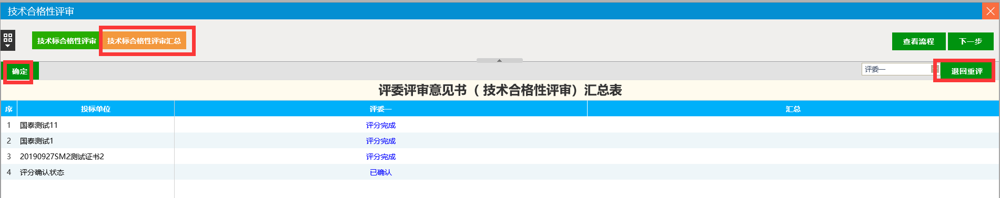 技术合格性评审
技术标合格性评审 技术标合格性评审汇总 查看流程 下一步
确定 评委一 退回重评
评委评审意见书（ 技术合格性评审）汇总表
序 投标单位 评委一 汇总
1 国泰测试11 评分完成
2 国泰测试1 评分完成
3 20190927SM2测试证书2 评分完成
4 评分确认状态 已确认